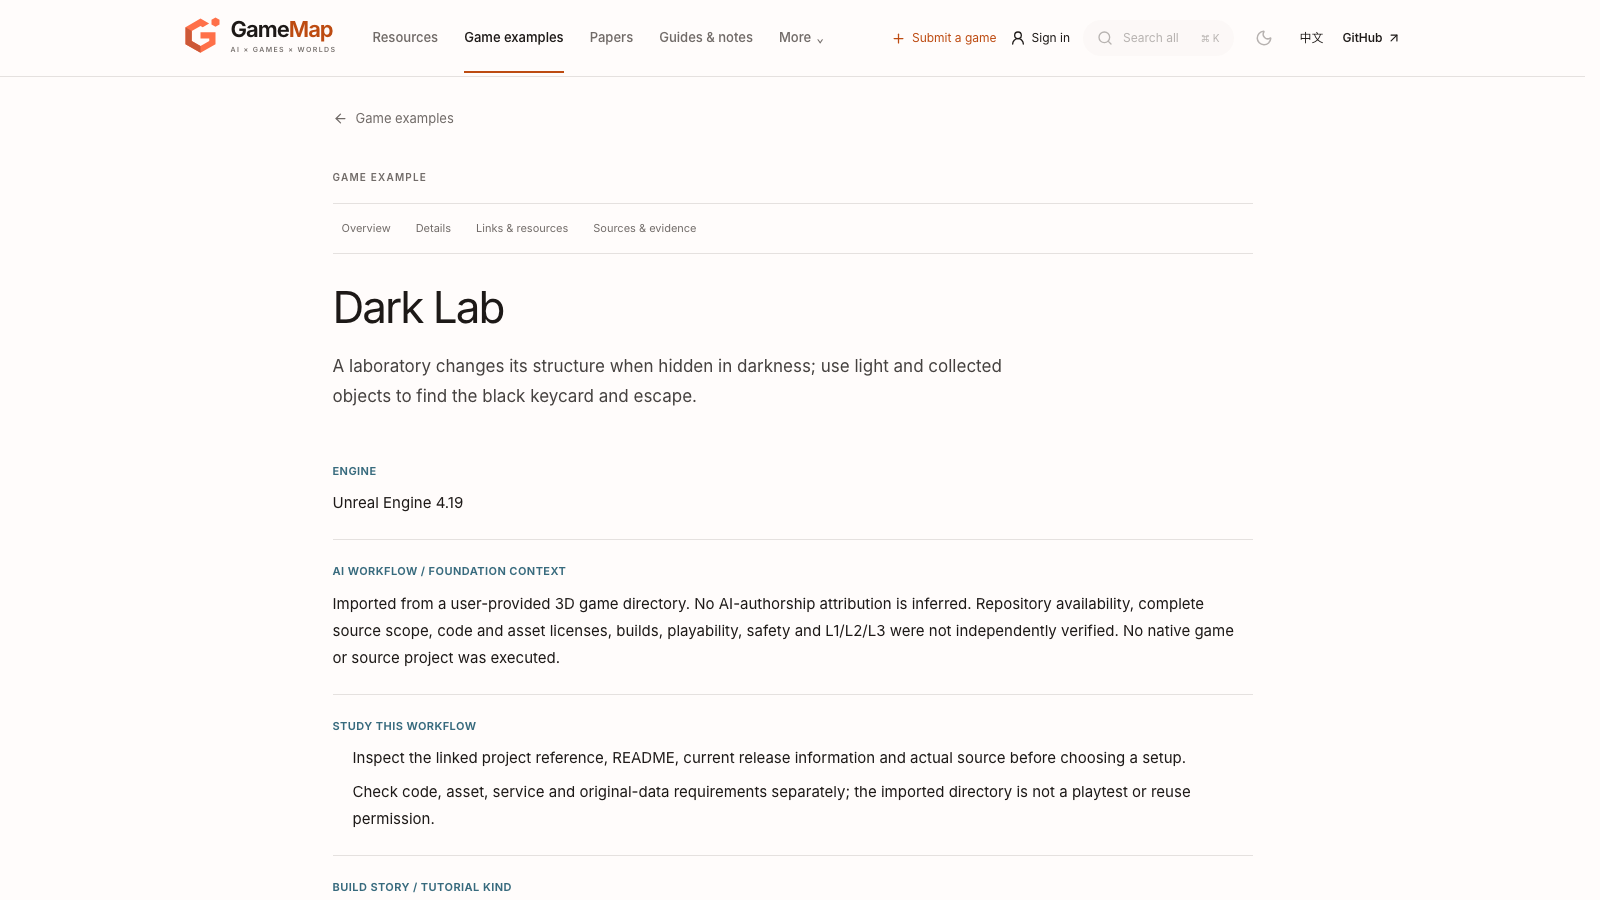 GameMap
AI × GAMES × WORLDS
Resources
Game examples
Papers
Guides & notes
More
Submit a game
Sign in
Search all
⌘ K
中文
GitHub
Game examples
GAME EXAMPLE
Overview
Details
Links & resources
Sources & evidence
Dark Lab
A laboratory changes its structure when hidden in darkness; use light and collected
objects to find the black keycard and escape.
ENGINE
Unreal Engine 4.19
AI WORKFLOW / FOUNDATION CONTEXT
Imported from a user-provided 3D game directory. No AI-authorship attribution is inferred. Repository availability, complete
source scope, code and asset licenses, builds, playability, safety and L1/L2/L3 were not independently verified. No native game
or source project was executed.
STUDY THIS WORKFLOW
Inspect the linked project reference, README, current release information and actual source before choosing a setup.
Check code, asset, service and original-data requirements separately; the imported directory is not a playtest or reuse
permission.
BUILD STORY / TUTORIAL KIND